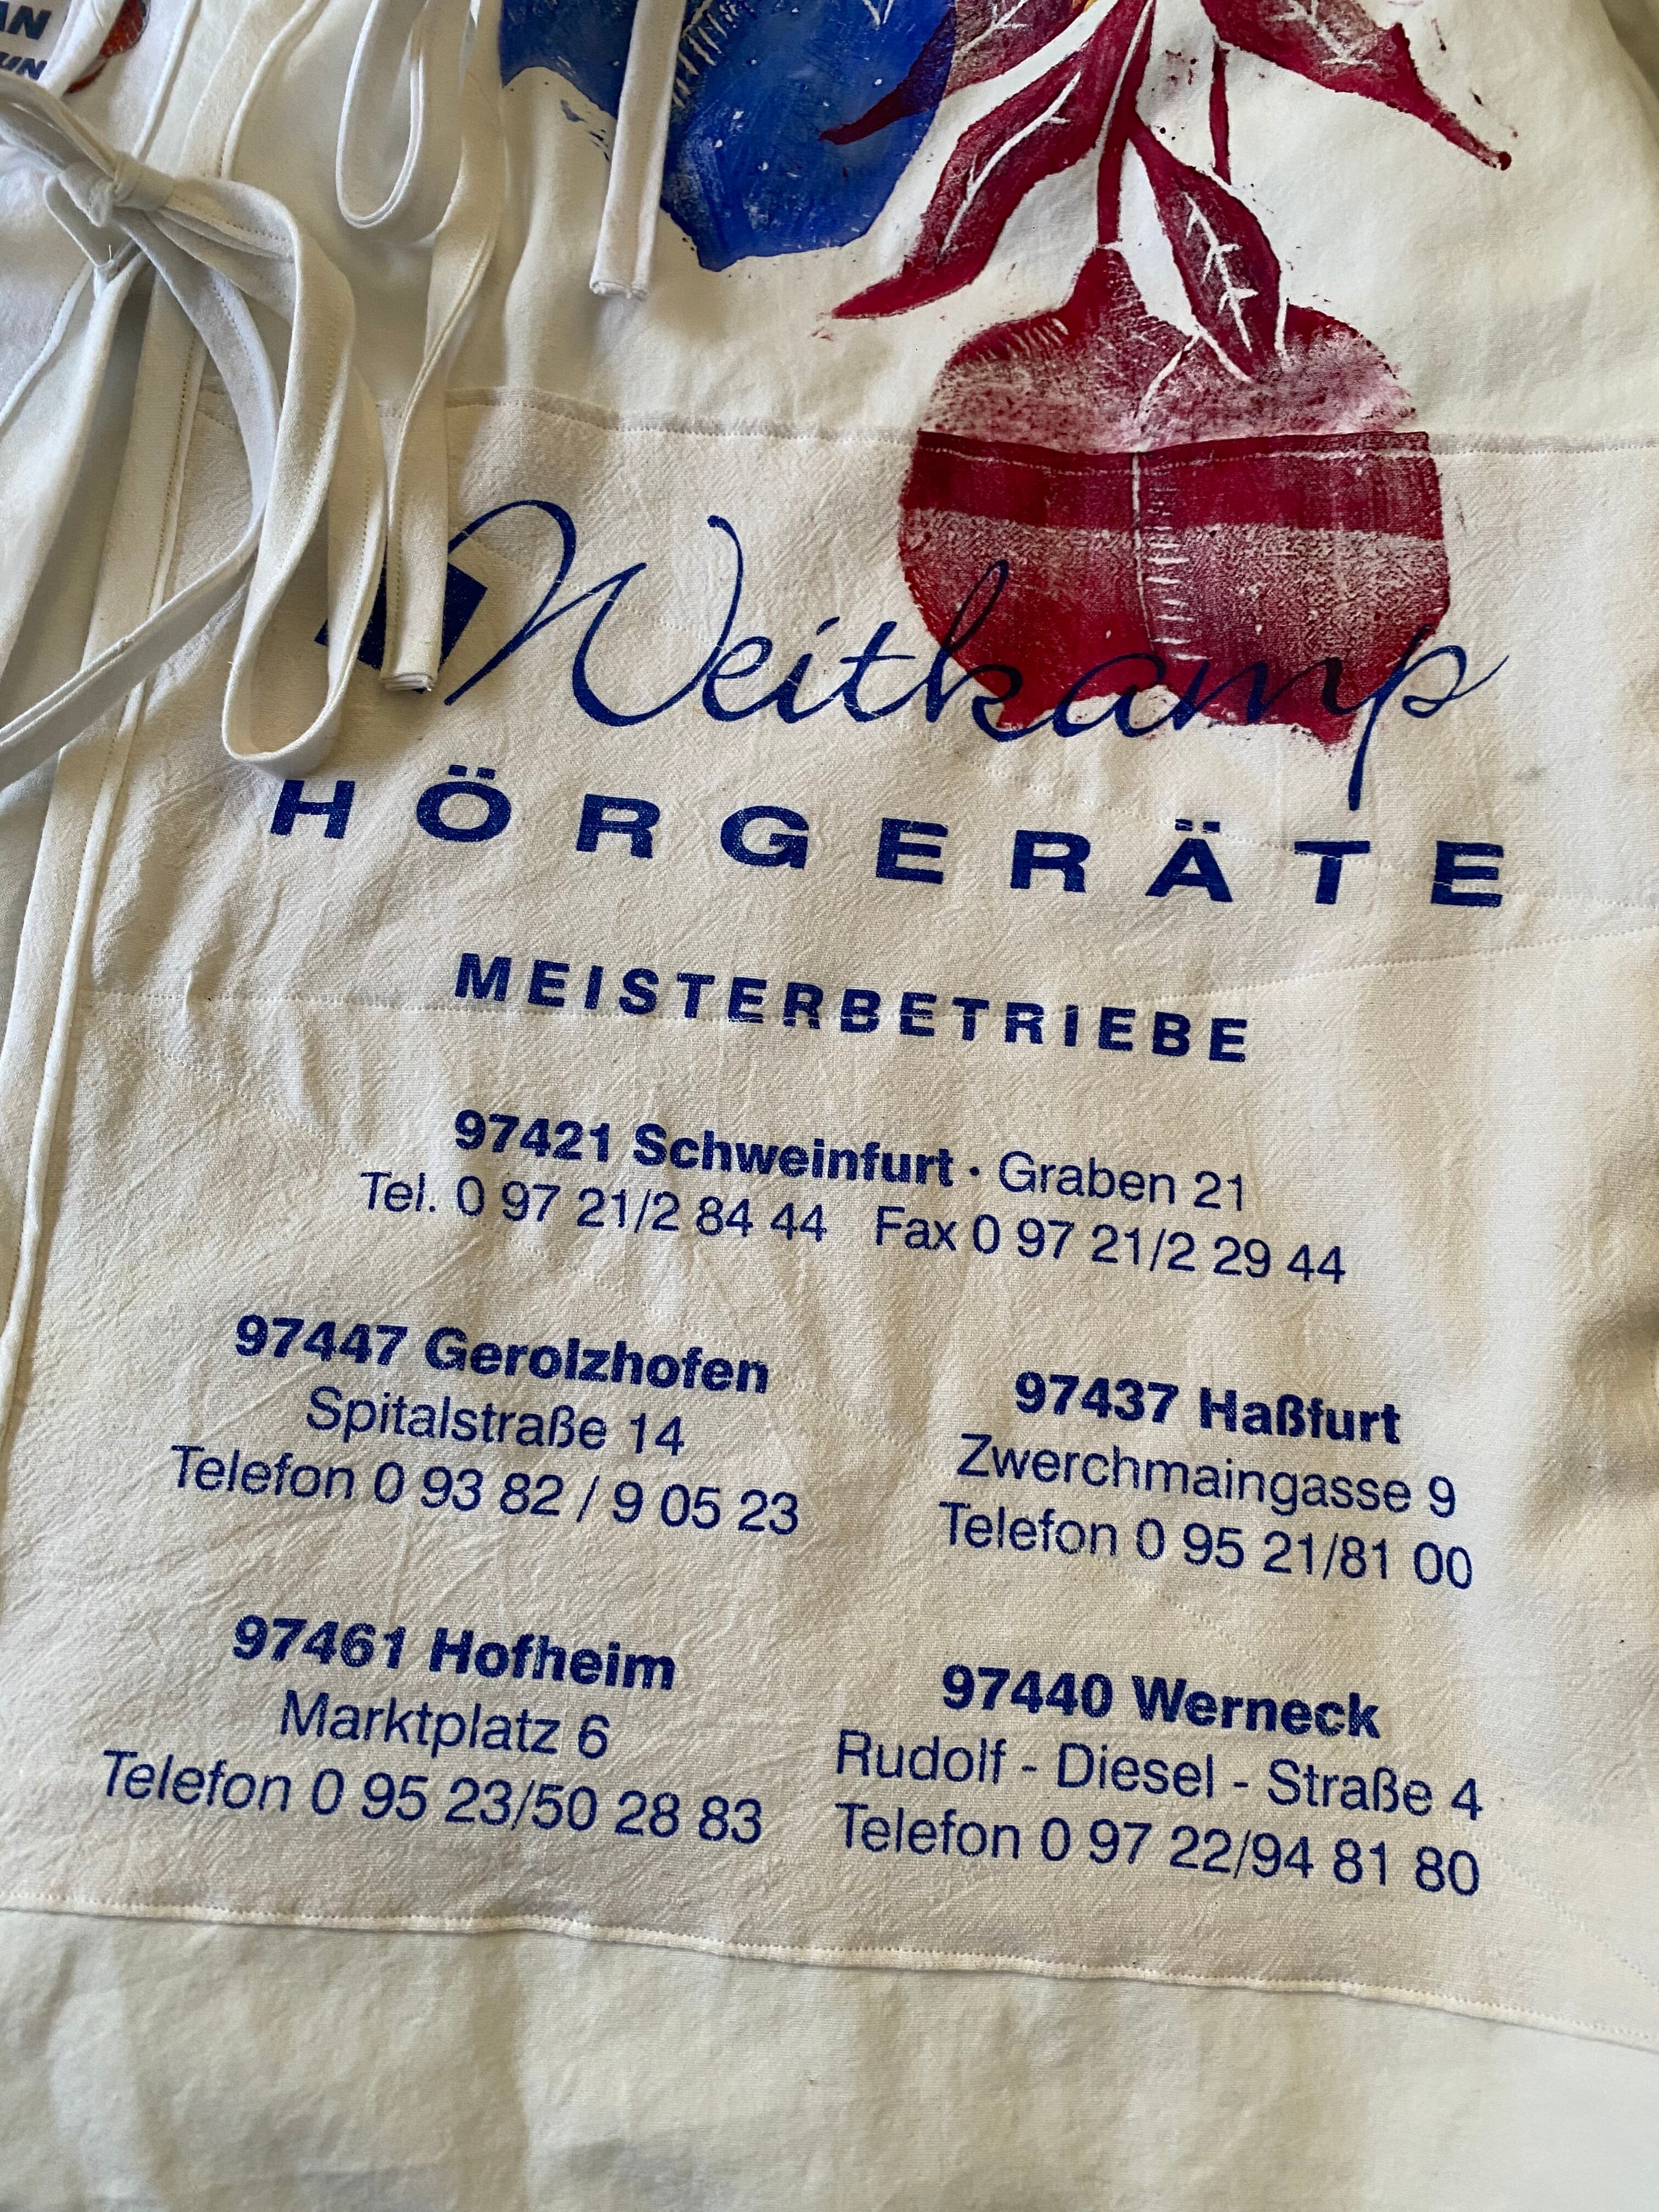 AN
UN
Weitkamp
HÖRGERÄTE
MEISTERBETRIEBE
97421 Schweinfurt · Graben 21
Tel. 0 97 21/2 84 44 Fax 0 97 21/2 29 44
97447 Gerolzhofen
Spitalstraße 14
Telefon 0 93 82 / 9 05 23
97437 Haßfurt
Zwerchmaingasse 9
Telefon 0 95 21/81 00
97461 Hofheim
Marktplatz 6
Telefon 0 95 23/50 28 83
97440 Werneck
Rudolf - Diesel - Straße 4
Telefon 0 97 22/94 81 80